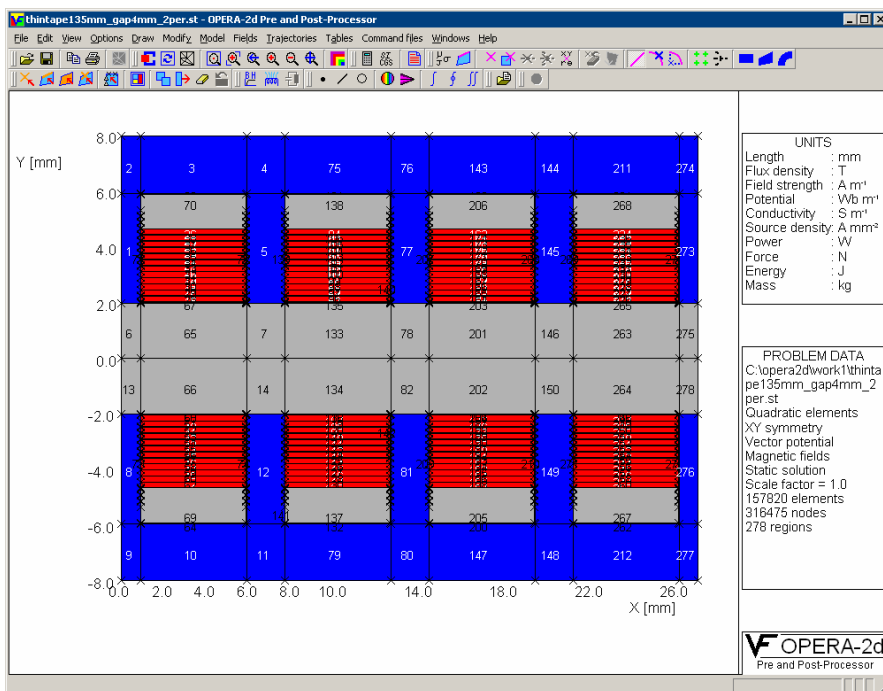 thintape135mm_gap4mm_2per.st - OPERA-2d Pre and Post-Processor
File Edit View Options Draw Modify Model Fields Trajectories Tables Command files Windows Help
8.0
Y [mm]
6.0
4.0
2.0
0.0
-2.0
-4.0
-6.0
-8.0
2 3 4 75 76 143 144 211 274
70 138 206 268
1 5 77 145 273
67 135 203 265
6 65 7 133 78 201 146 263 275
13 66 14 134 82 202 150 264 278
8 12 81 149 276
69 137 205 267
9 10 11 79 80 147 148 212 277
0.0 2.0 4.0 6.0 8.0 10.0 14.0 18.0 22.0 26.0
X [mm]
UNITS
Length : mm
Flux density : T
Field strength : A m⁻¹
Potential : Wb m⁻¹
Conductivity : S m⁻¹
Source density: A mm⁻²
Power : W
Force : N
Energy : J
Mass : kg
PROBLEM DATA
C:\opera2d\work1\thinta
pe135mm_gap4mm_2
per.st
Quadratic elements
XY symmetry
Vector potential
Magnetic fields
Static solution
Scale factor = 1.0
157820 elements
316475 nodes
278 regions
VF OPERA-2d
Pre and Post-Processor